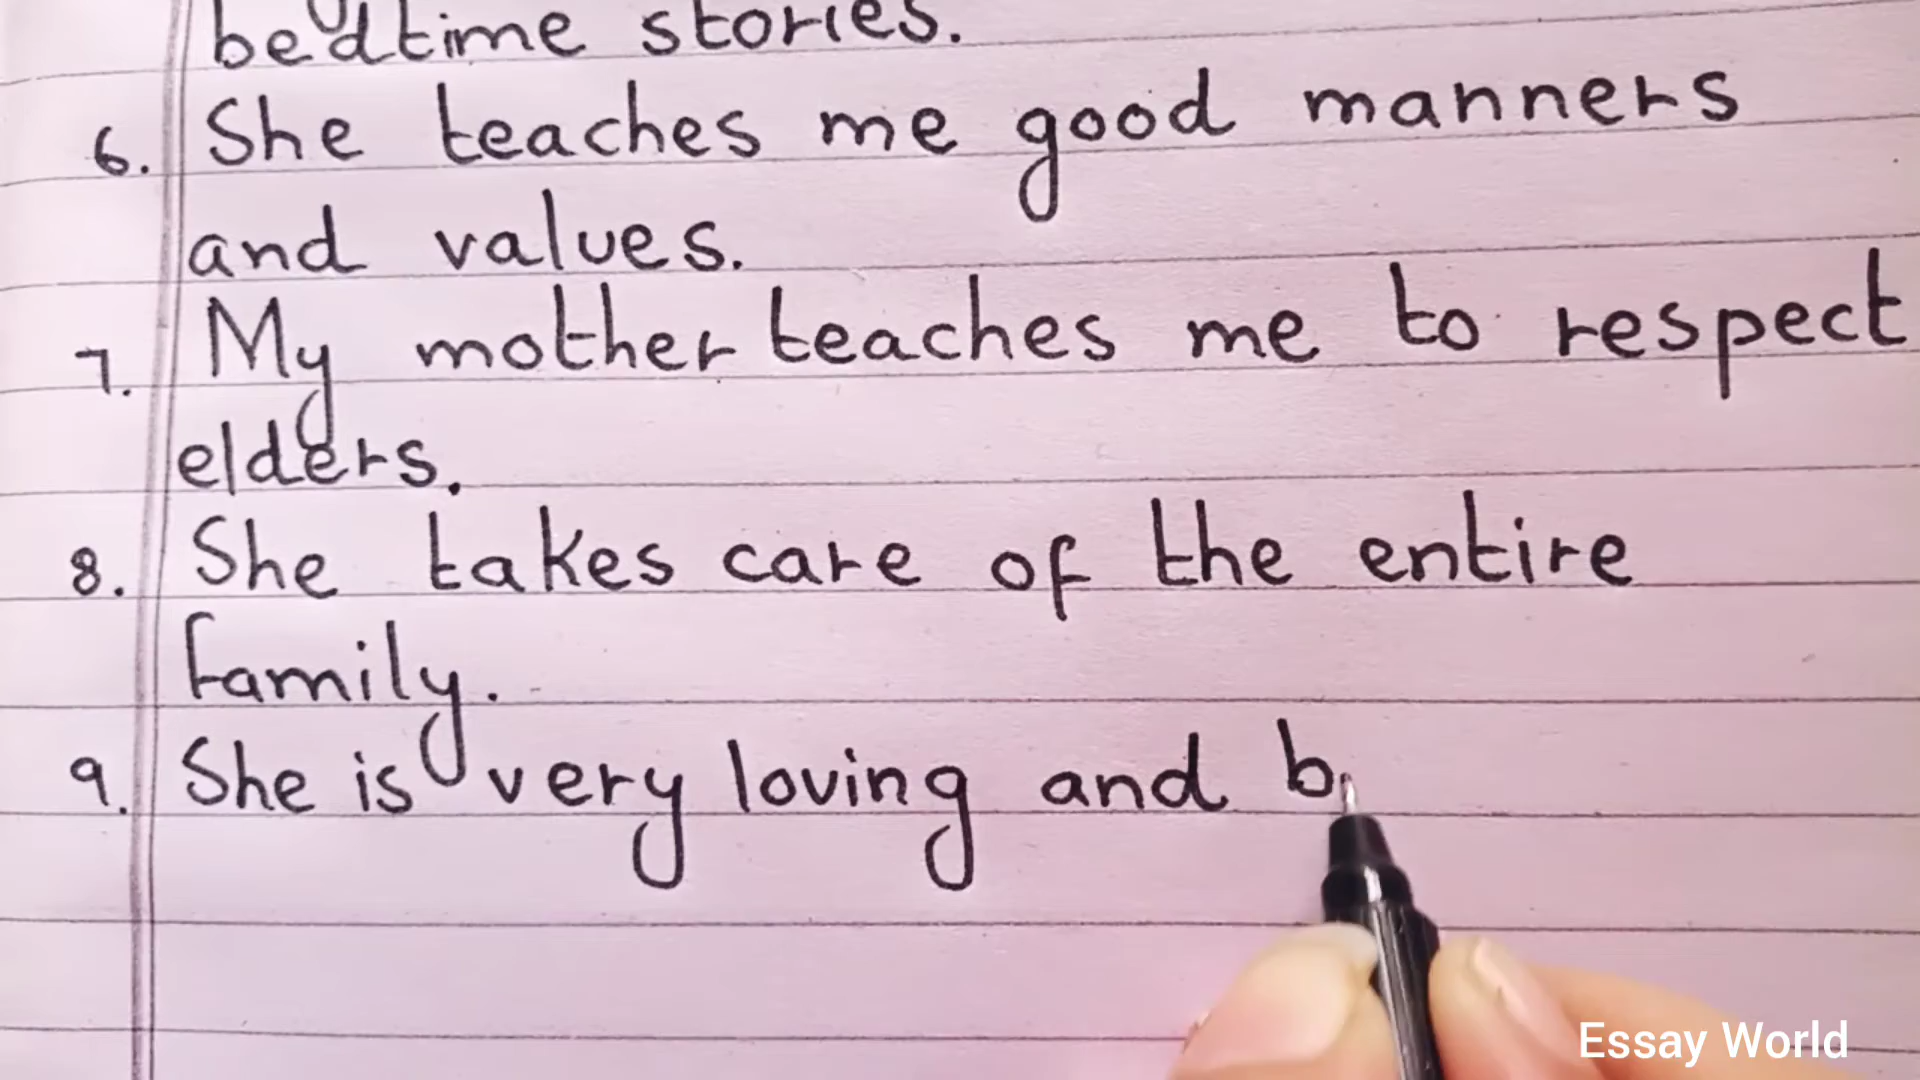 bedtime stories.
6. She teaches me good manners
and values.
7. My mother teaches me to respect
elders.
8. She takes care of the entire
family.
9. She is very loving and b
Essay World